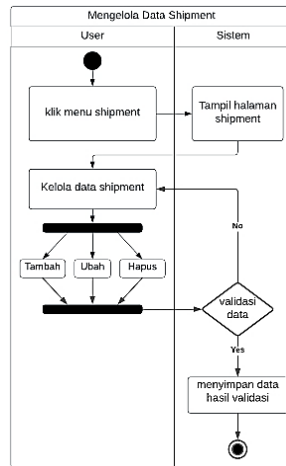 Mengelola Data Shipment
User
Sistem
klik menu shipment
Tampil halaman
shipment
Kelola data shipment
No
Tambah
Ubah
Hapus
validasi
data
Yes
menyimpan data
hasil validasi